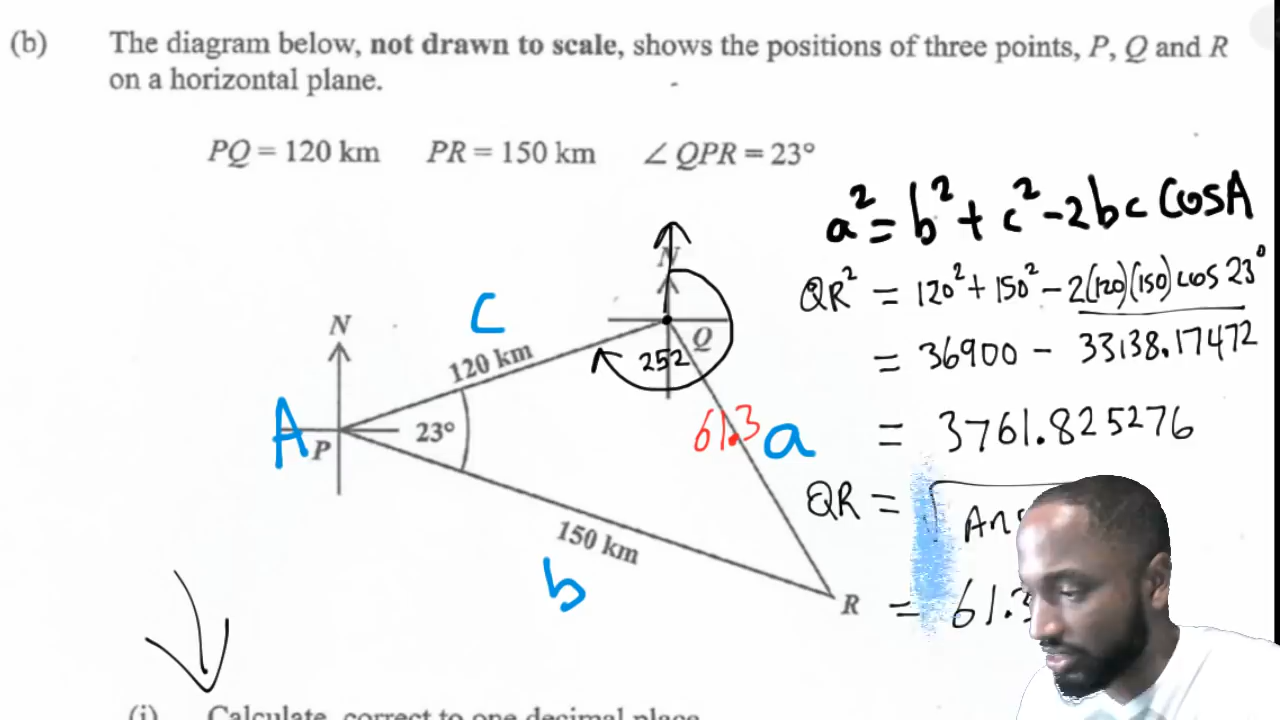 (b) The diagram below, not drawn to scale, shows the positions of three points, P, Q and R
on a horizontal plane.
PQ = 120 km PR = 150 km ∠ QPR = 23°
a² = b² + c² - 2bc CosA
QR² = 120² + 150² - 2(120)(150) cos 23°
= 36900 - 33138.17472
= 3761.825276
QR = √Ans
= 61.3
N
N
C
120 km
Q
252
A
P
23°
61.3
a
150 km
b
R
(i) Calculate, correct to one decimal place